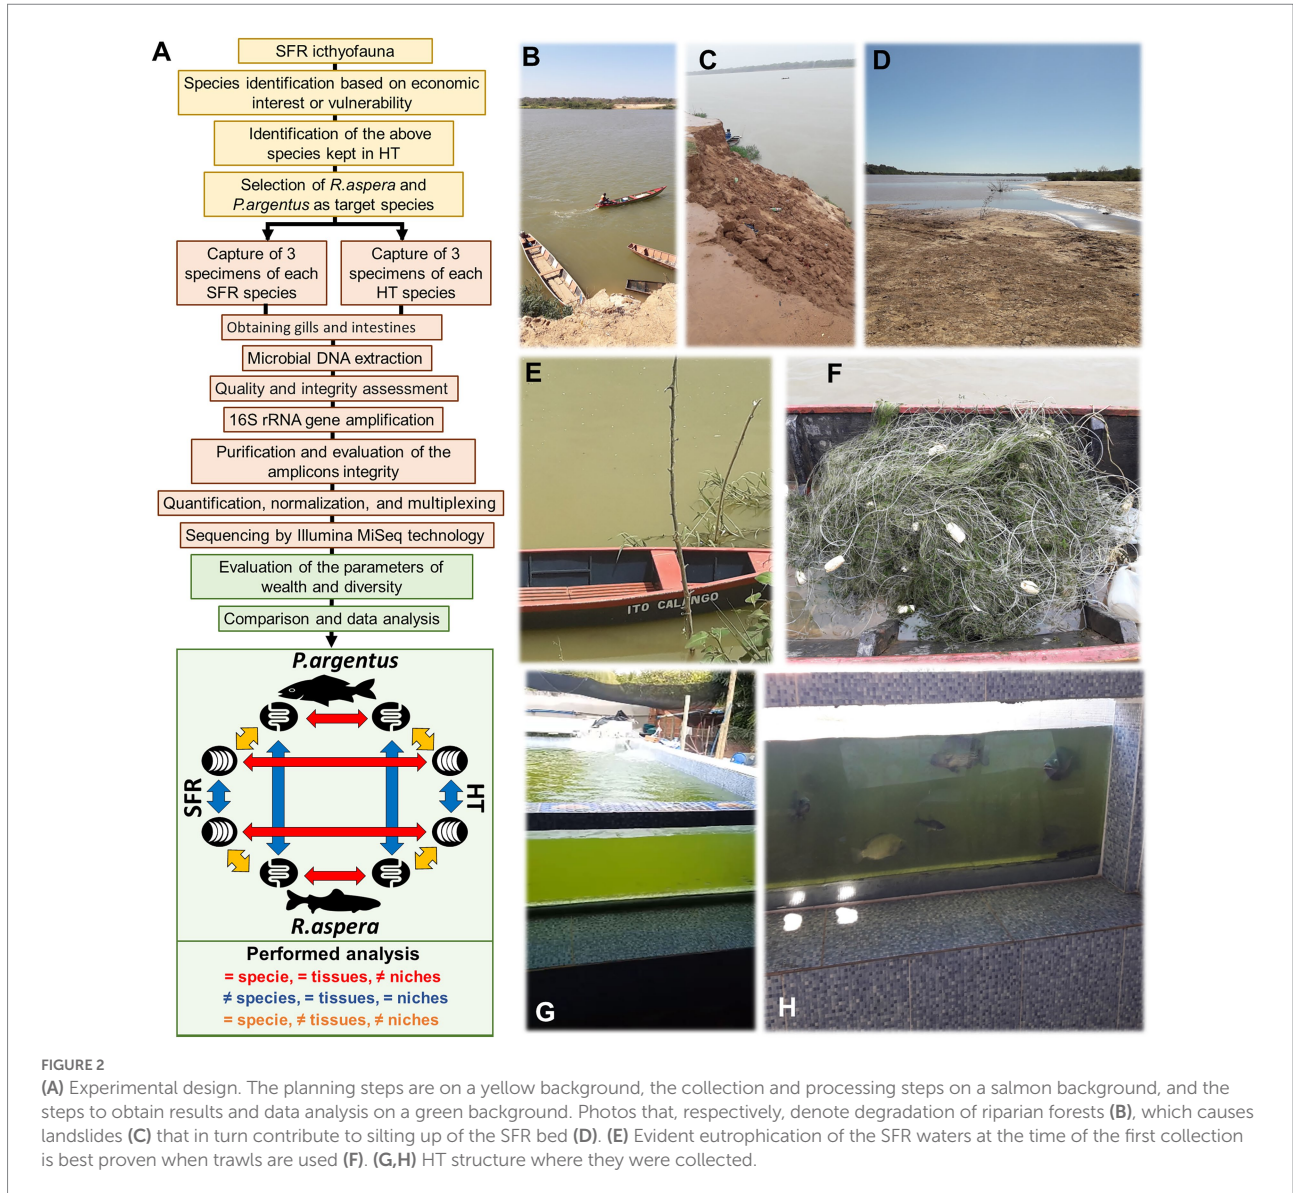 A
SFR icthyofauna
Species identification based on economic
interest or vulnerability
Identification of the above
species kept in HT
Selection of R.aspera and
P.argentus as target species
Capture of 3
specimens of each
SFR species
Capture of 3
specimens of each
HT species
Obtaining gills and intestines
Microbial DNA extraction
Quality and integrity assessment
16S rRNA gene amplification
Purification and evaluation of the
amplicons integrity
Quantification, normalization, and multiplexing
Sequencing by Illumina MiSeq technology
Evaluation of the parameters of
wealth and diversity
Comparison and data analysis
P.argentus
SFR
HT
R.aspera
Performed analysis
= specie, = tissues, ≠ niches
≠ species, = tissues, = niches
= specie, ≠ tissues, ≠ niches
B
C
D
E
ITO CALANGO
F
G
H
FIGURE 2
(A) Experimental design. The planning steps are on a yellow background, the collection and processing steps on a salmon background, and the
steps to obtain results and data analysis on a green background. Photos that, respectively, denote degradation of riparian forests (B), which causes
landslides (C) that in turn contribute to silting up of the SFR bed (D). (E) Evident eutrophication of the SFR waters at the time of the first collection
is best proven when trawls are used (F). (G,H) HT structure where they were collected.